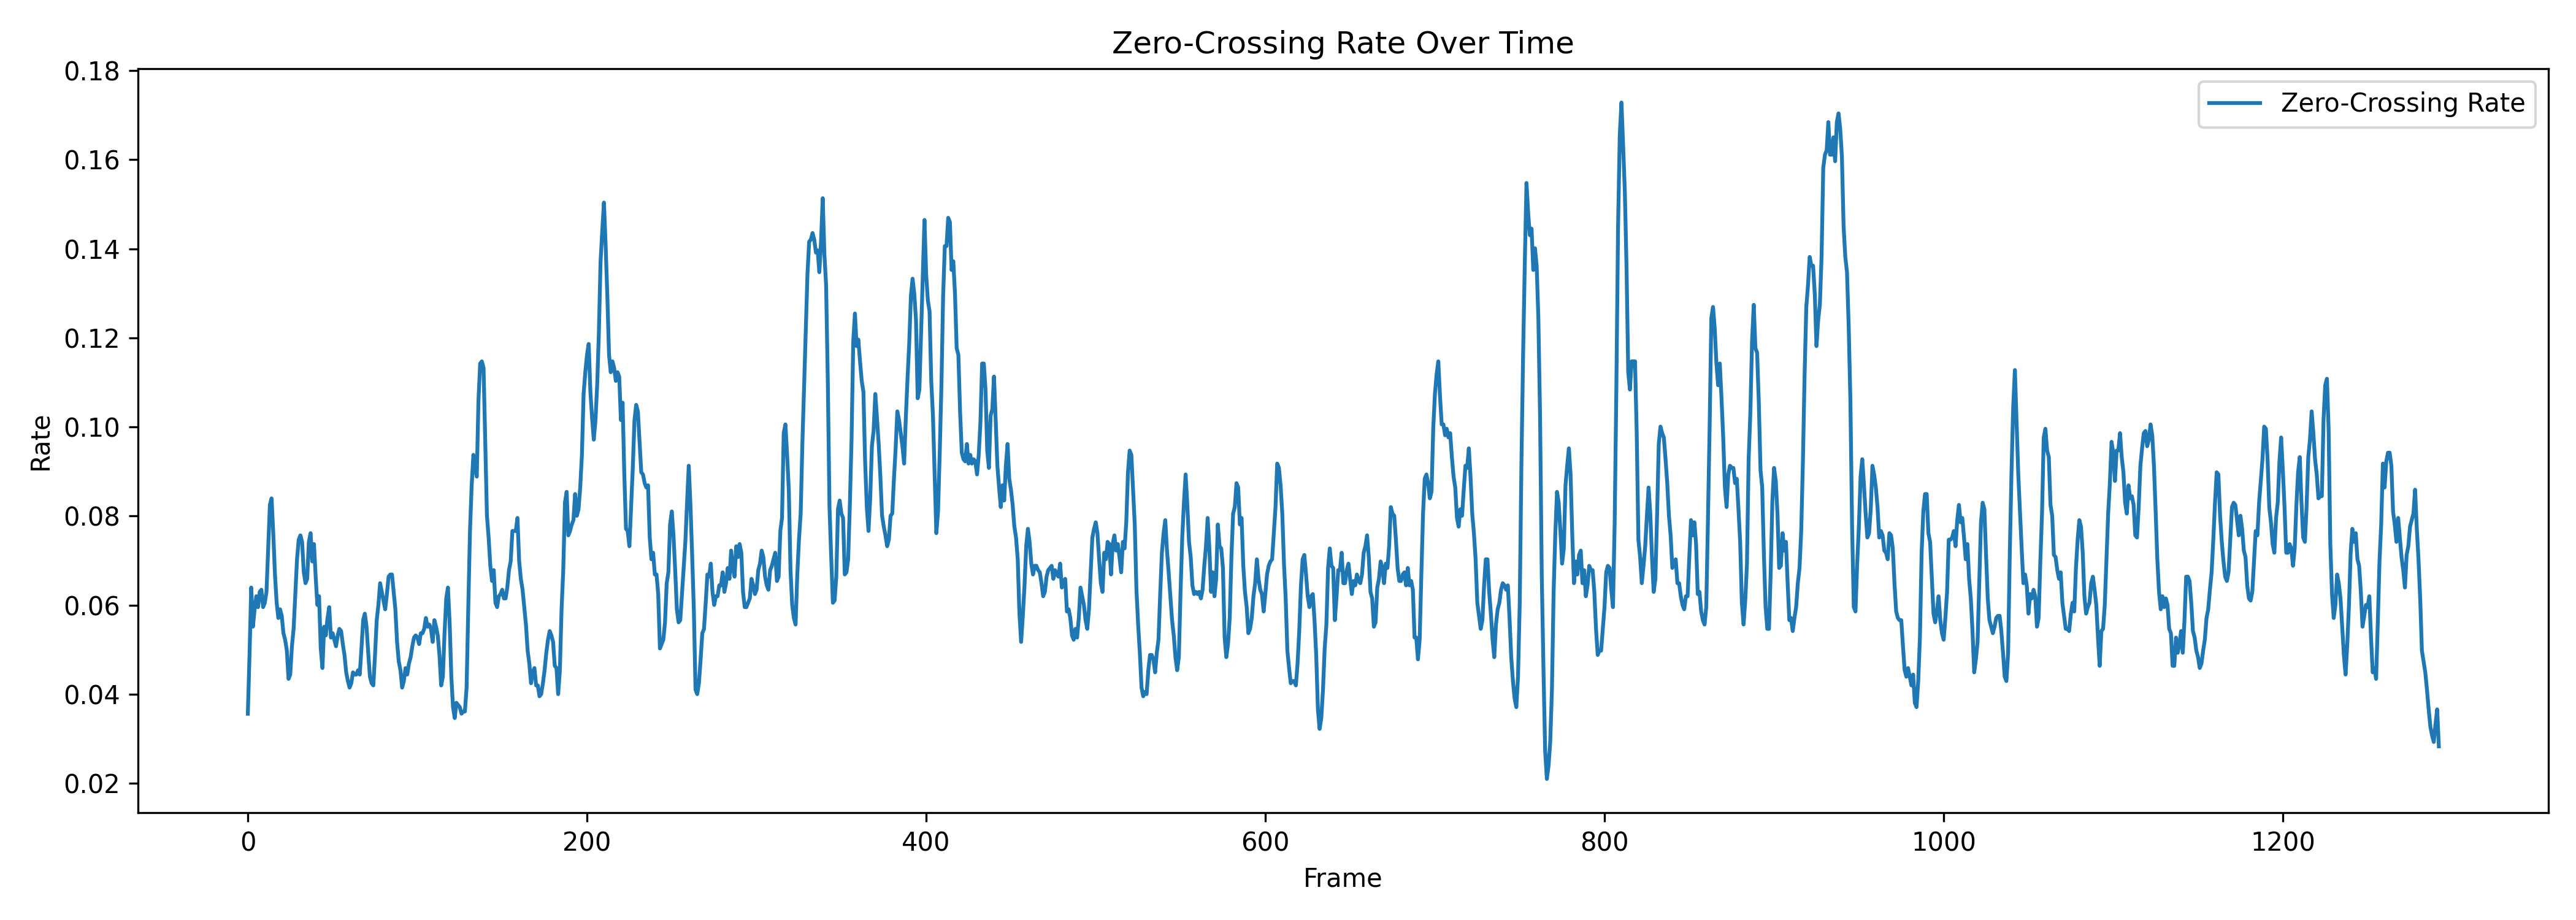 Zero-Crossing Rate Over Time
Zero-Crossing Rate
0.18
0.16
0.14
0.12
0.10
0.08
0.06
0.04
0.02
Rate
0 200 400 600 800 1000 1200
Frame